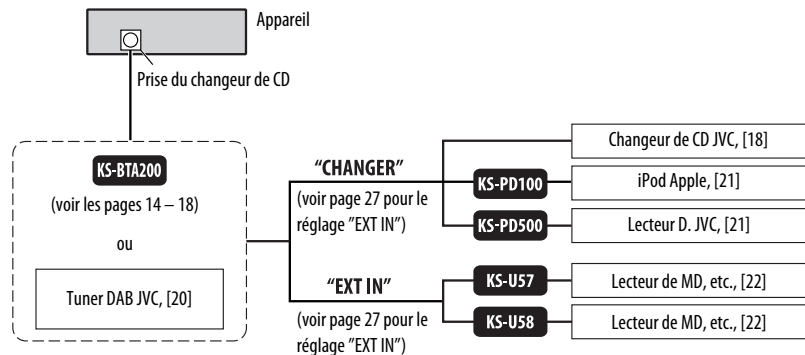 Appareil
Prise du changeur de CD
KS-BTA200
(voir les pages 14 – 18)
ou
Tuner DAB JVC, [20]
“CHANGER”
(voir page 27 pour le
réglage ”EXT IN”)
“EXT IN”
(voir page 27 pour le
réglage ”EXT IN”)
Changeur de CD JVC, [18]
KS-PD100
iPod Apple, [21]
KS-PD500
Lecteur D. JVC, [21]
KS-U57
Lecteur de MD, etc., [22]
KS-U58
Lecteur de MD, etc., [22]